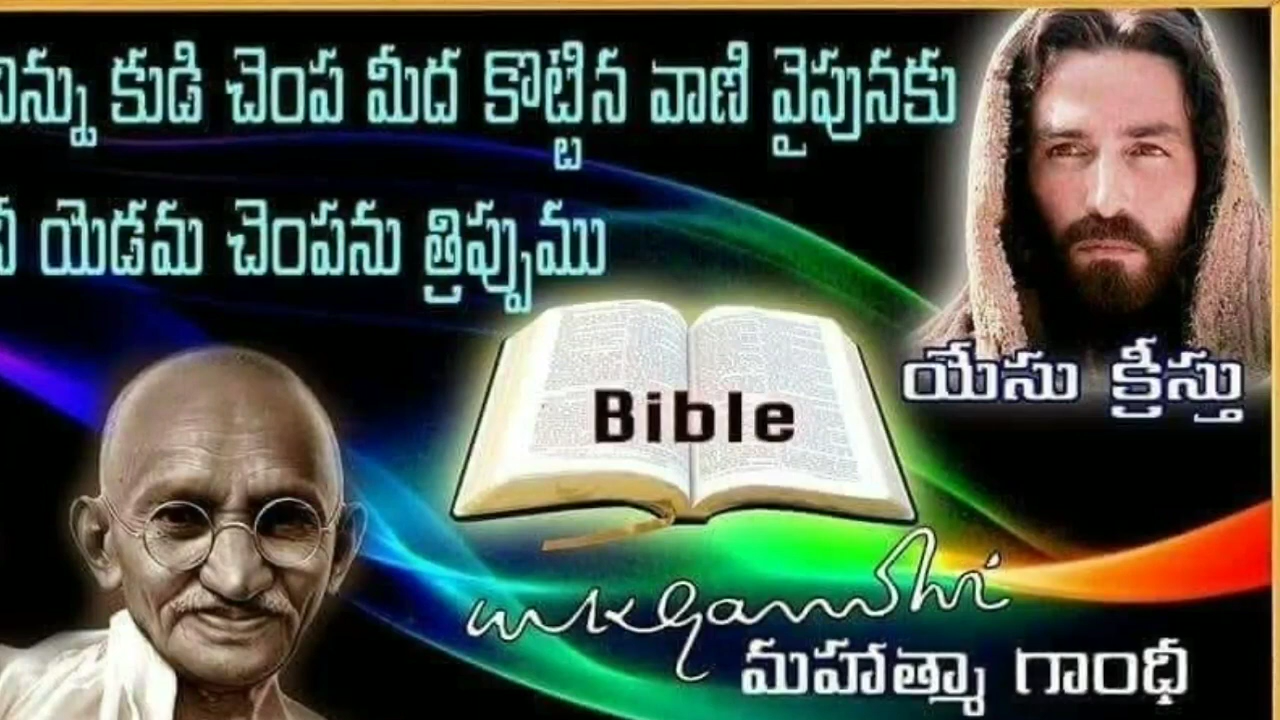 నిన్ను కుడి చెంప మీద కొట్టిన వాణి వైపునకు
నీ యెడమ చెంపను త్రిప్పుము
యేసు క్రీస్తు
Bible
mkgandhi
మహాత్మా గాంధీ